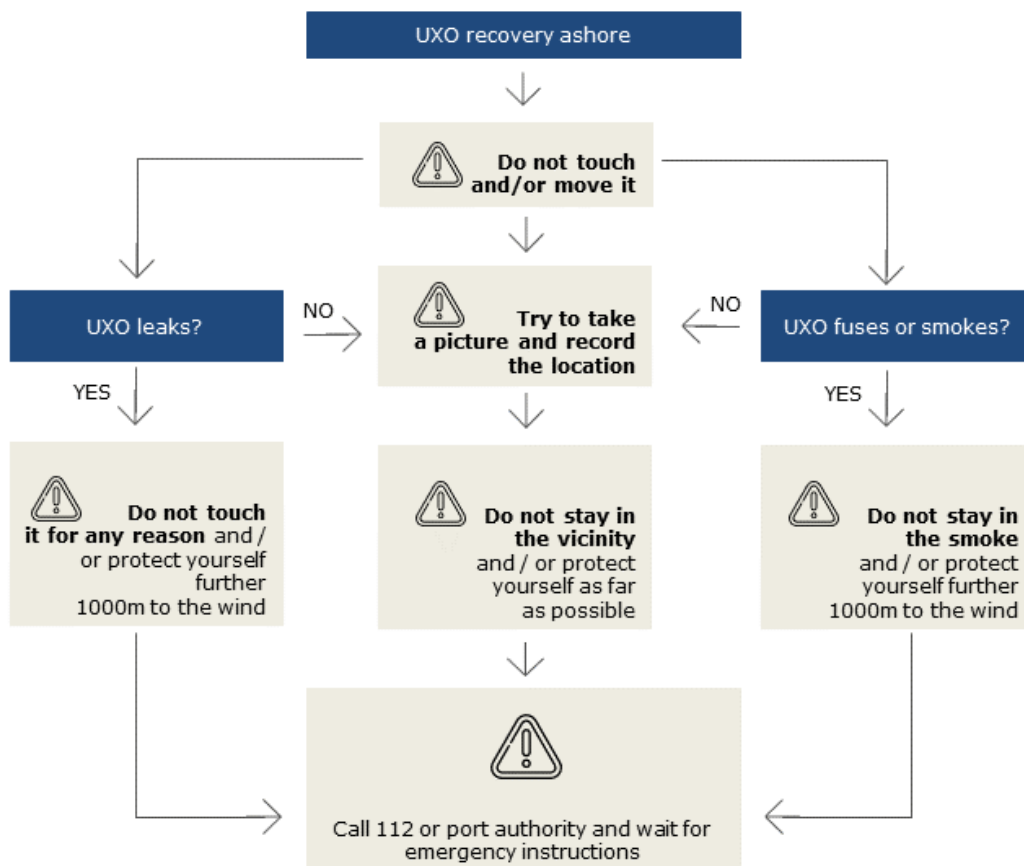 UXO recovery ashore
Do not touch
and/or move it
UXO leaks?
NO
Try to take
a picture and record
the location
NO
UXO fuses or smokes?
YES
YES
Do not touch
it for any reason and /
or protect yourself
further
1000m to the wind
Do not stay in
the vicinity
and / or protect
yourself as far
as possible
Do not stay in
the smoke
and / or protect
yourself further
1000m to the wind
Call 112 or port authority and wait for
emergency instructions